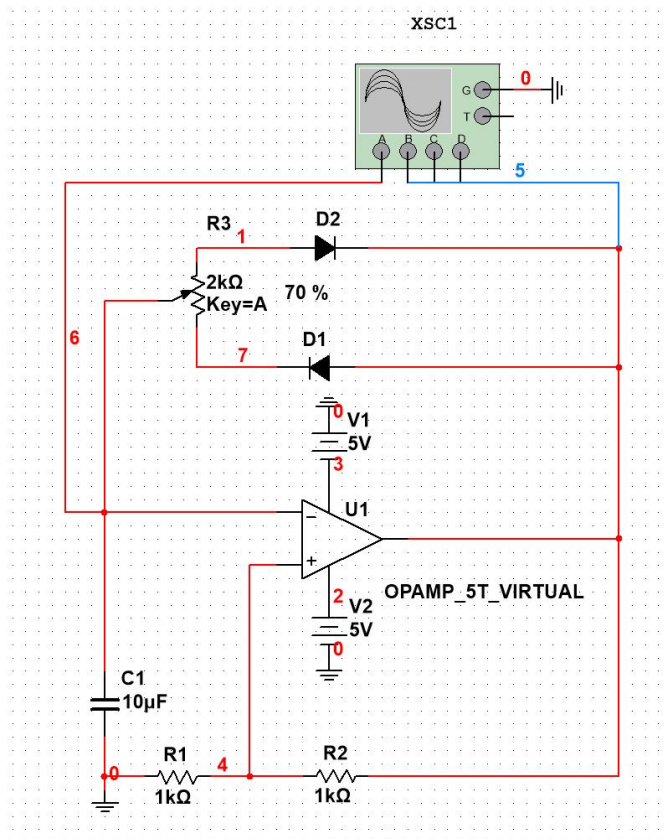 XSC1
G
0
T
A B C D
5
R3
1
D2
2kΩ
Key=A
70 %
6
D1
7
0
V1
5V
3
U1
2
OPAMP_5T_VIRTUAL
V2
5V
0
C1
10µF
R1
4
R2
0
1kΩ
1kΩ